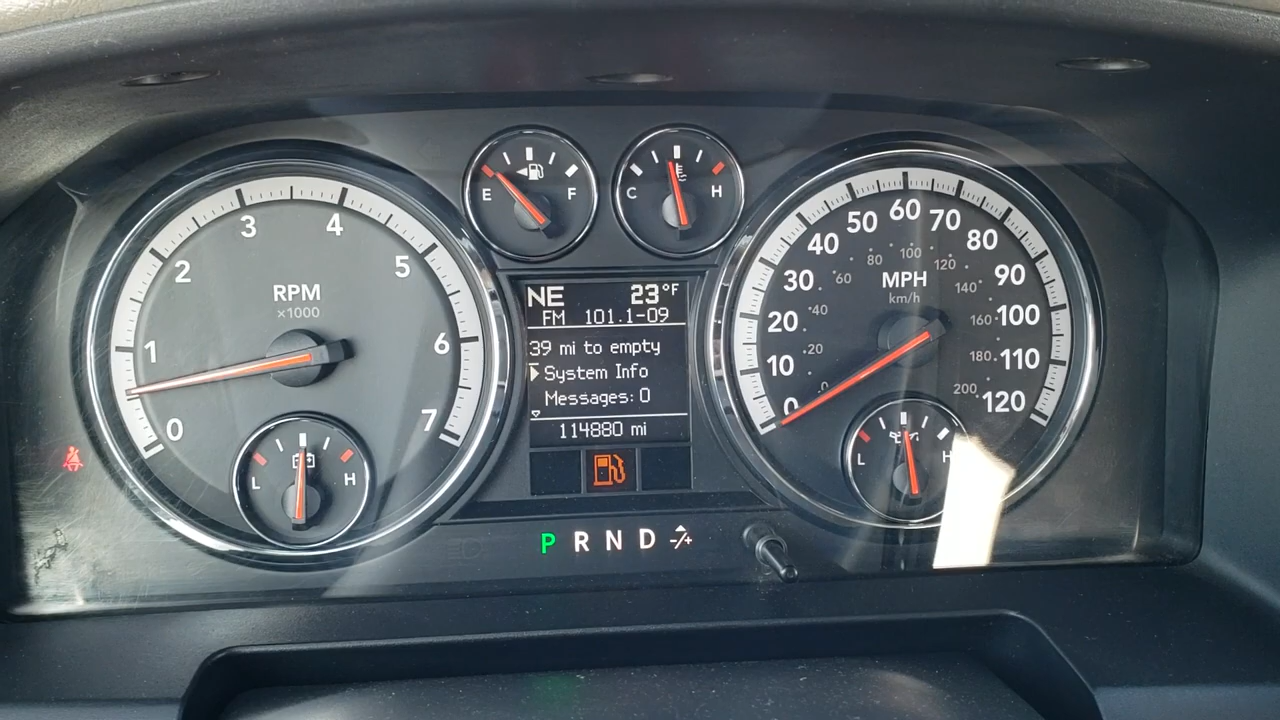 3
4
2
5
RPM
x1000
1
6
0
7
L
H
E
F
C
H
NE 23°F
FM 101.1-09
39 mi to empty
System Info
Messages: 0
114880 mi
P R N D -/+
60
50
70
40
80
30
90
20
100
10
110
0
120
MPH
km/h
0
20
40
60
80
100
120
140
160
180
200
L
H